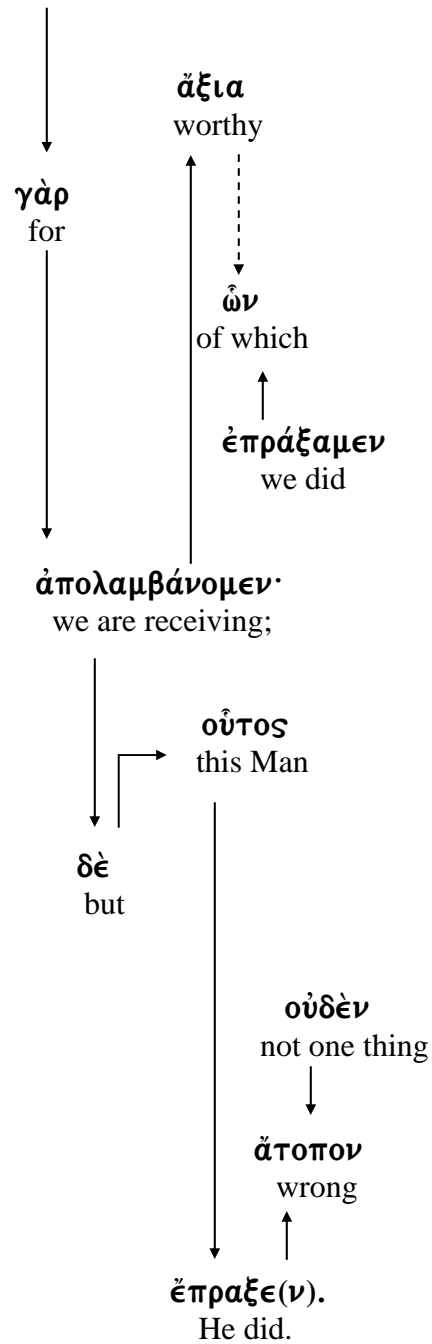 ἄξια
worthy
γὰρ
for
ὧν
of which
ἐπράξαμεν
we did
ἀπολαμβάνομεν·
we are receiving;
οὗτος
this Man
δὲ
but
οὐδὲν
not one thing
ἄτοπον
wrong
ἔπραξε(ν).
He did.